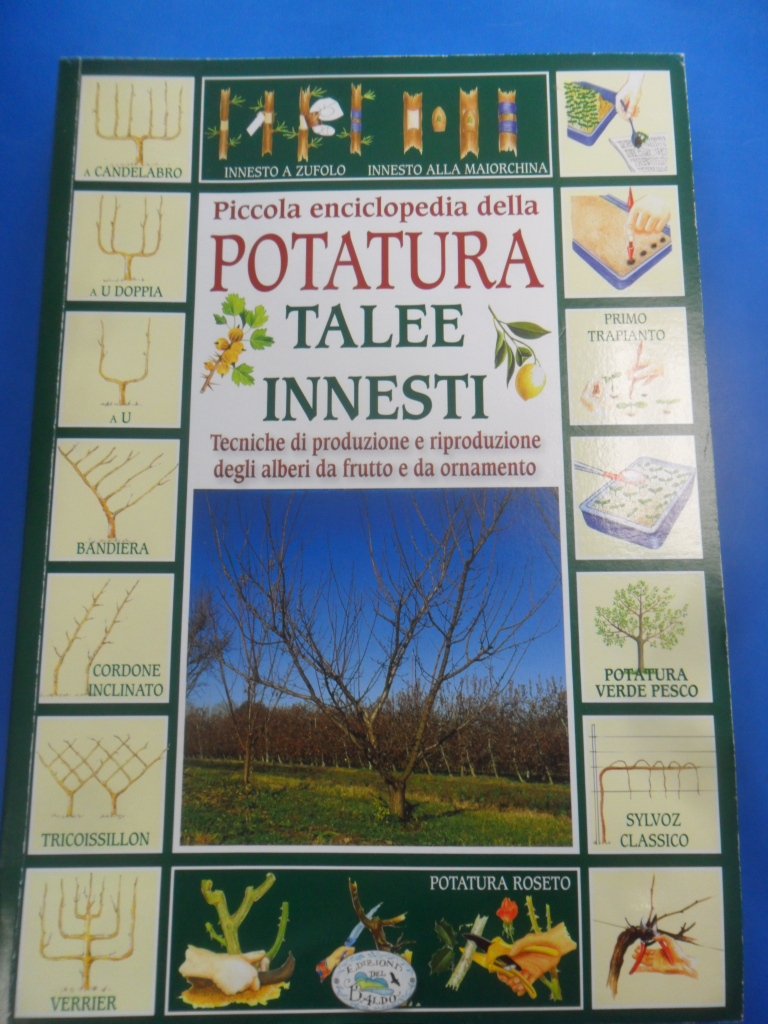 A CANDELABRO
INNESTO A ZUFOLO
INNESTO ALLA MAIORCHINA
Piccola enciclopedia della
POTATURA
TALEE
INNESTI
Tecniche di produzione e riproduzione
degli alberi da frutto e da ornamento
A U DOPPIA
A U
BANDIERA
CORDONE
INCLINATO
TRICOISSILLON
VERRIER
PRIMO
TRAPIANTO
POTATURA
VERDE PESCO
SYLVOZ
CLASSICO
POTATURA ROSETO
EDIZIONI
DEL
BALDO